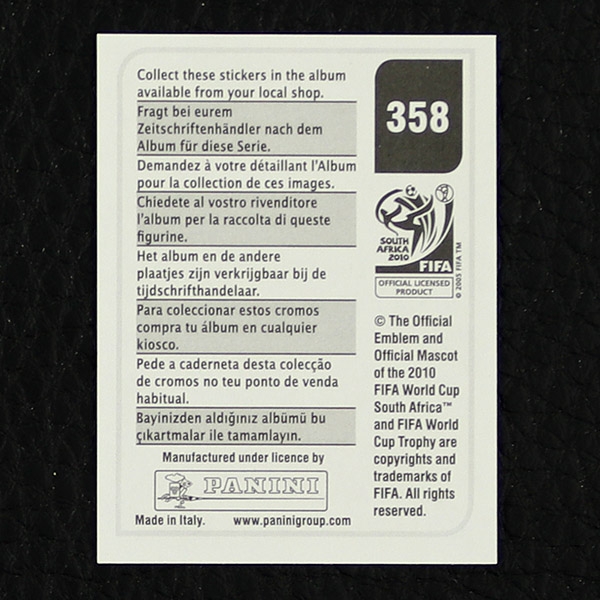 Collect these stickers in the album
available from your local shop.
Fragt bei eurem
Zeitschriftenhändler nach dem
Album für diese Serie.
Demandez à votre détaillant l'Album
pour la collection de ces images.
Chiedete al vostro rivenditore
l'album per la raccolta di queste
figurine.
Het album en de andere
plaatjes zijn verkrijgbaar bij de
tijdschrifthandelaar.
Para coleccionar estos cromos
compra tu álbum en cualquier
kiosco.
Pede a caderneta desta colecção
de cromos no teu ponto de venda
habitual.
Bayinizden aldığınız albümü bu
çıkartmalar ile tamamlayın.
Manufactured under licence by
PANINI
Made in Italy. www.paninigroup.com
358
SOUTH
AFRICA
2010
FIFA
© 2005 FIFA TM
OFFICIAL LICENSED
PRODUCT
© The Official
Emblem and
Official Mascot
of the 2010
FIFA World Cup
South Africa™
and FIFA World
Cup Trophy are
copyrights and
trademarks of
FIFA. All rights
reserved.